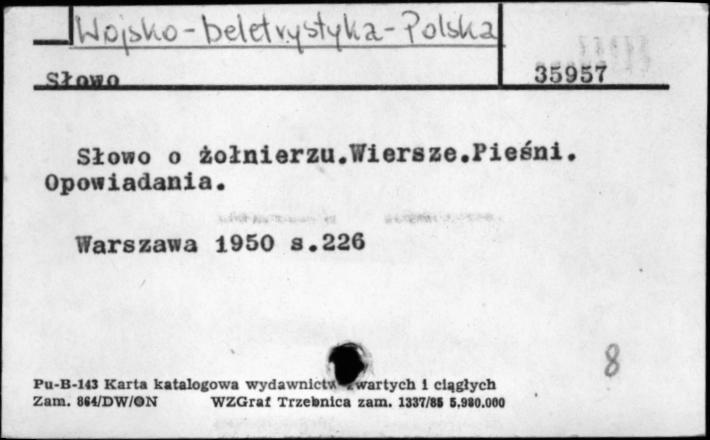 Wojsko - beletrystyka - Polska
Słowo 35957
Słowo o żołnierzu.Wiersze.Pieśni.
Opowiadania.
Warszawa 1950 s.226
8
Pu-B-143 Karta katalogowa wydawnictw zwartych i ciągłych
Zam. 864/DW/ON WZGraf Trzebnica zam. 1337/85 5.980.000